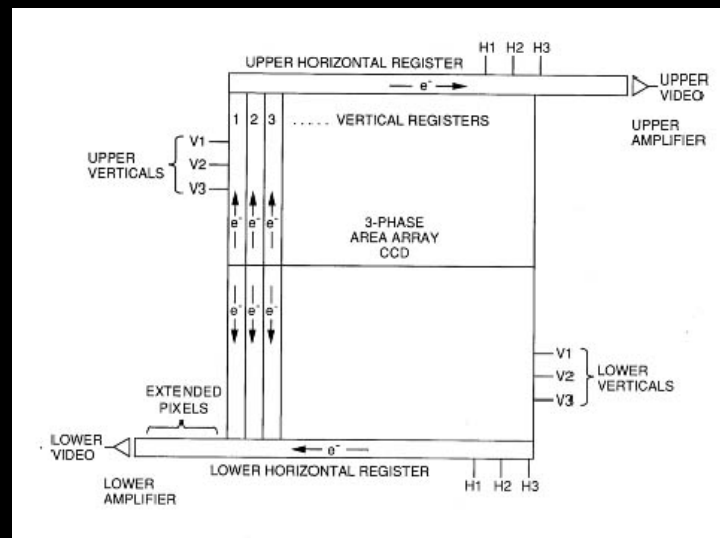 H1 H2 H3
UPPER HORIZONTAL REGISTER
e-
UPPER
VIDEO
UPPER
AMPLIFIER
1 2 3 ..... VERTICAL REGISTERS
UPPER
VERTICALS
V1
V2
V3
e- e- e-
3-PHASE
AREA ARRAY
CCD
e- e- e-
V1
V2
V3
LOWER
VERTICALS
EXTENDED
PIXELS
LOWER
VIDEO
e-
LOWER HORIZONTAL REGISTER
H1 H2 H3
LOWER
AMPLIFIER